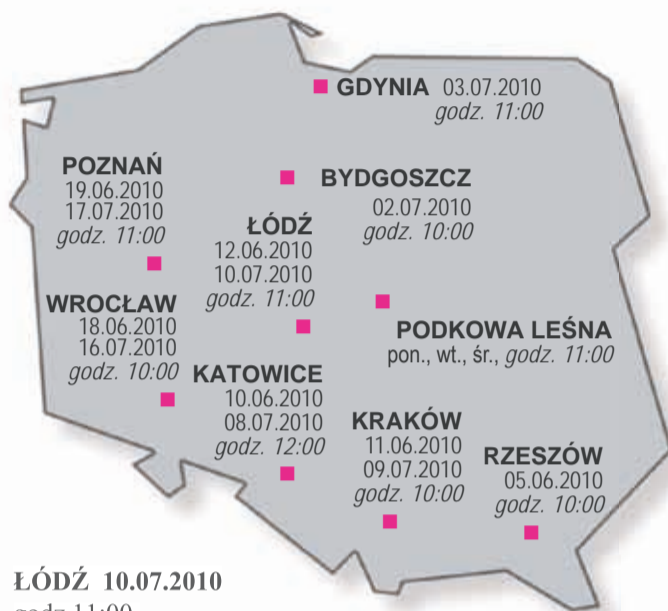 GDYNIA 03.07.2010
godz. 11:00
POZNAŃ
19.06.2010
17.07.2010
godz. 11:00
BYDGOSZCZ
02.07.2010
godz. 10:00
ŁÓDŹ
12.06.2010
10.07.2010
godz. 11:00
WROCŁAW
18.06.2010
16.07.2010
godz. 10:00
PODKOWA LEŚNA
pon., wt., śr., godz. 11:00
KATOWICE
10.06.2010
08.07.2010
godz. 12:00
KRAKÓW
11.06.2010
09.07.2010
godz. 10:00
RZESZÓW
05.06.2010
godz. 10:00
ŁÓDŹ 10.07.2010
godz 11:00